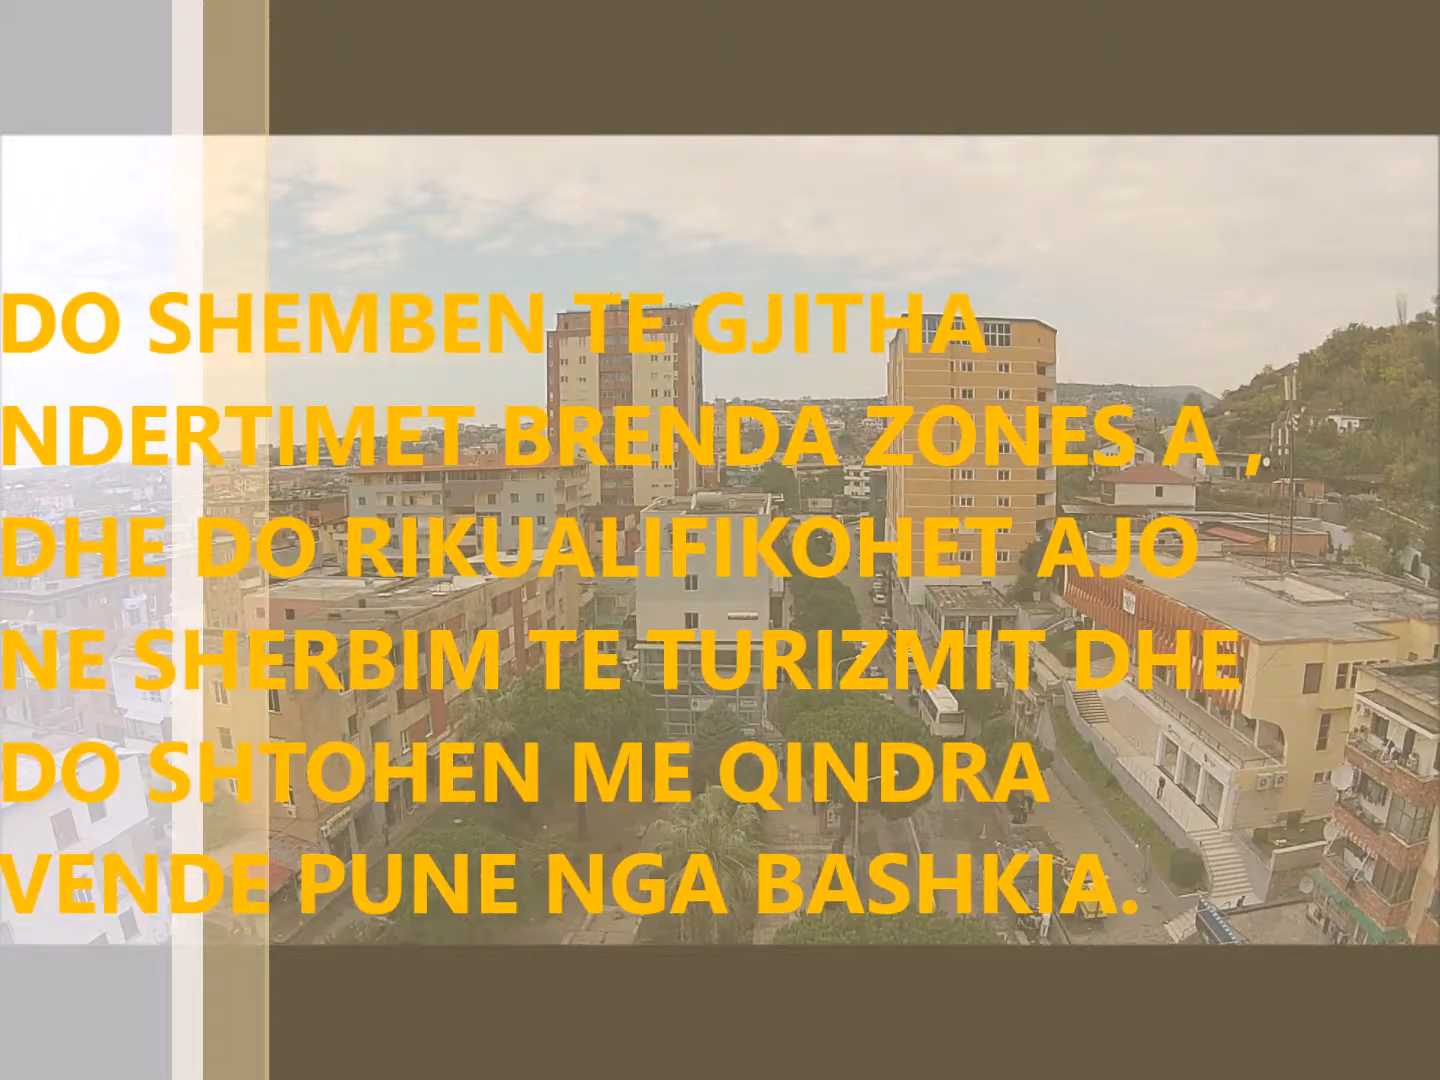 DO SHEMBEN TE GJITHA
NDERTIMET BRENDA ZONES A ,
DHE DO RIKUALIFIKOHET AJO
NE SHERBIM TE TURIZMIT DHE
DO SHTOHEN ME QINDRA
VENDE PUNE NGA BASHKIA.